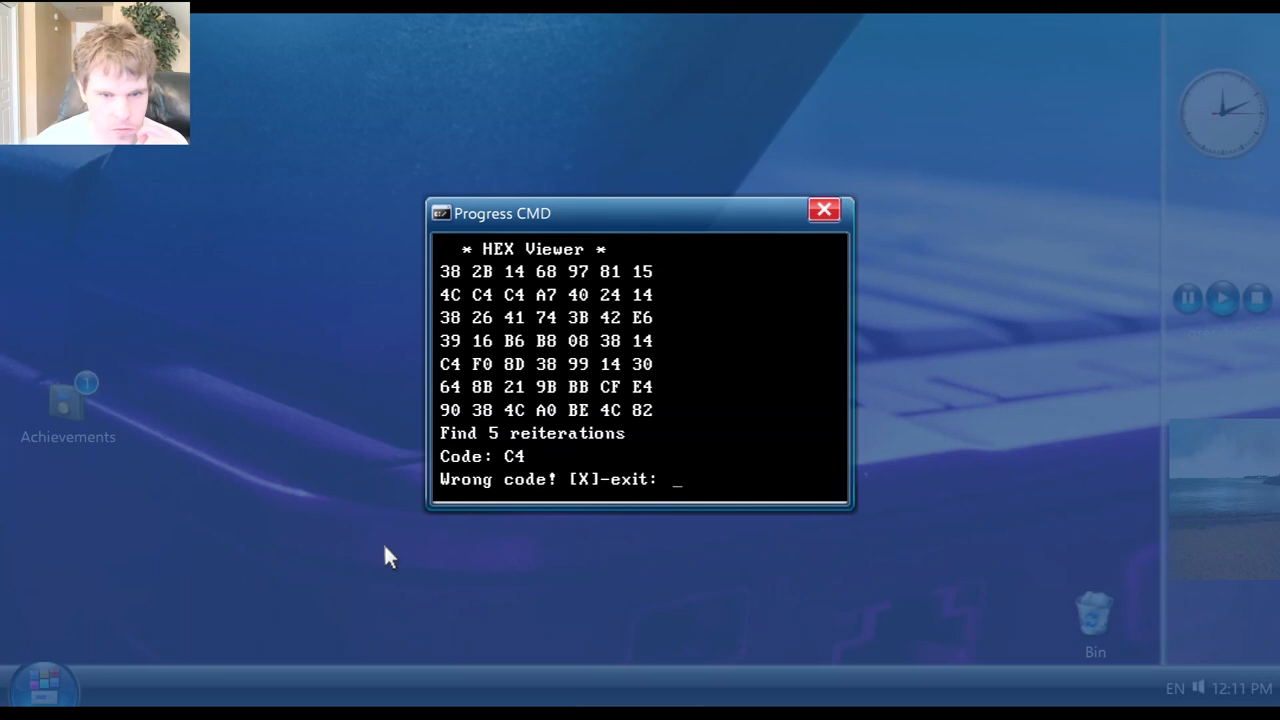 Progress CMD
* HEX Viewer *
38 2B 14 68 97 81 15
4C C4 C4 A7 40 24 14
38 26 41 74 3B 42 E6
39 16 B6 B8 08 38 14
C4 F0 8D 38 99 14 30
64 8B 21 9B BB CF E4
90 38 4C A0 BE 4C 82
Find 5 reiterations
Code: C4
Wrong code! [X]-exit: _
1
Achievements
Bin
EN 12:11 PM